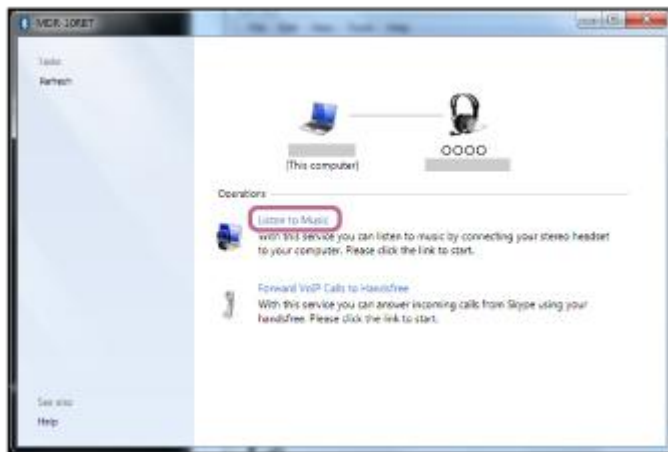 MDR-10RBT
Tasks
Refresh
(This computer)
OOOO
Operations
Listen to Music
With this service you can listen to music by connecting your stereo headset
to your computer. Please click the link to start.
Forward VoIP Calls to Handsfree
With this service you can answer incoming calls from Skype using your
handsfree. Please click the link to start.
See also
Help